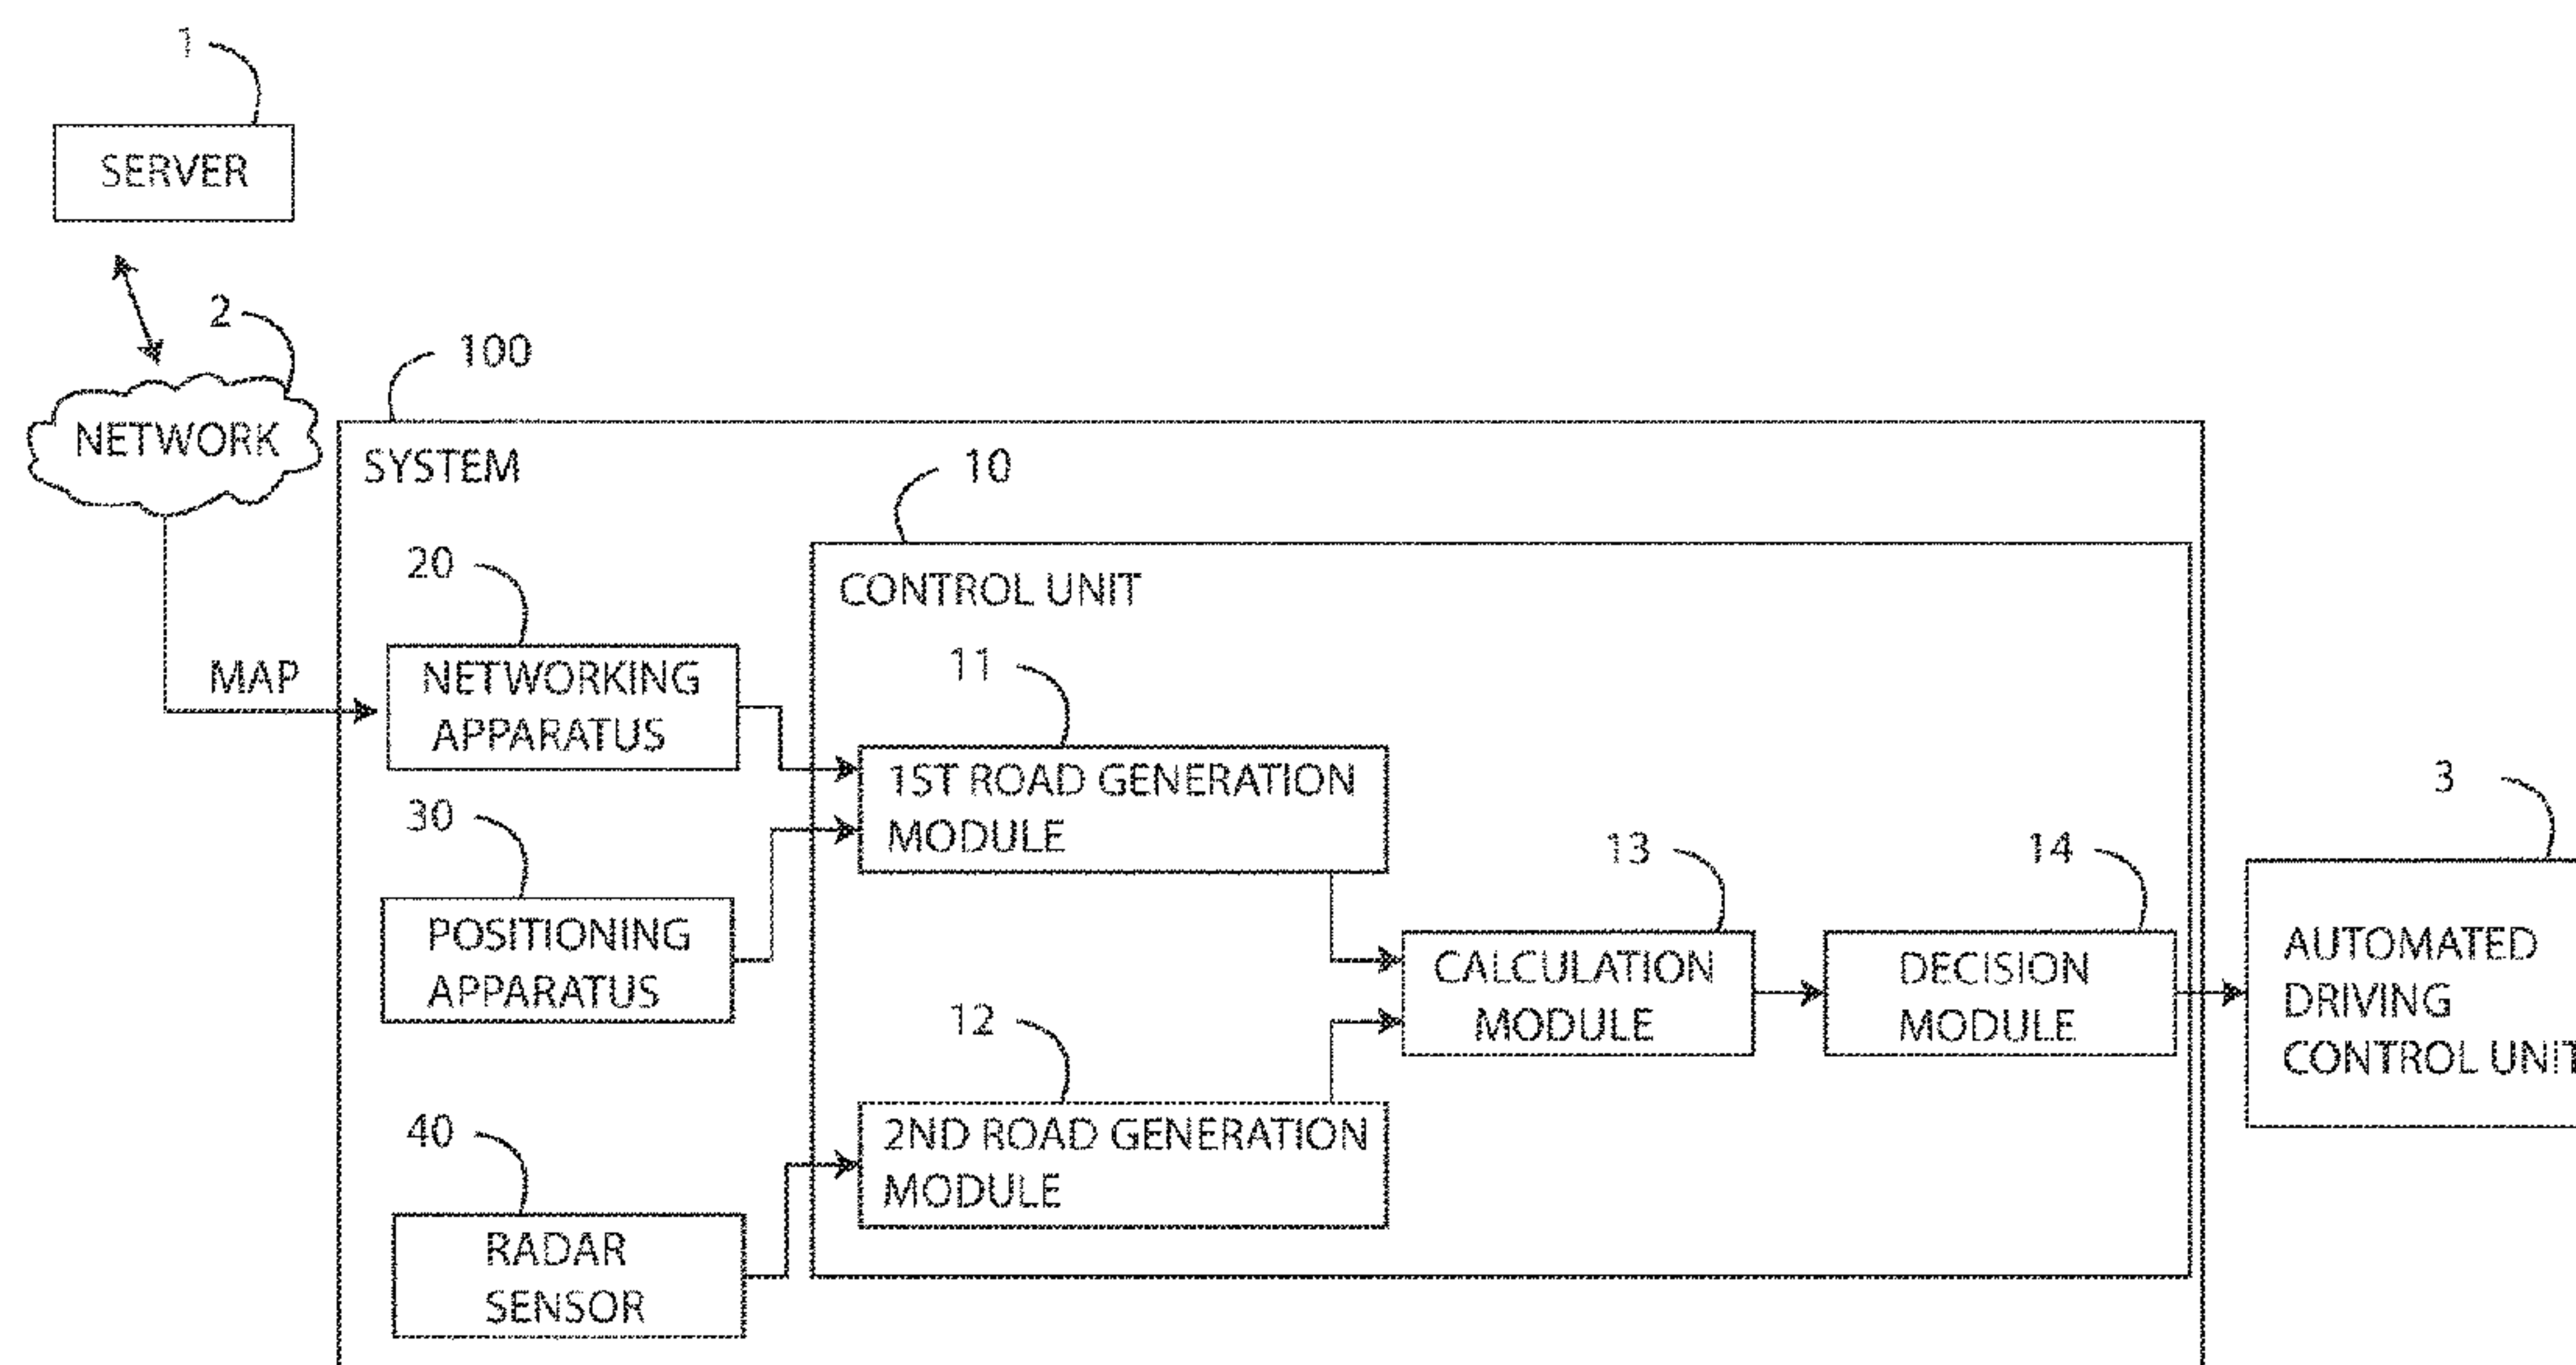 1
SERVER
2
NETWORK
100
SYSTEM
10
CONTROL UNIT
20
NETWORKING
APPARATUS
MAP
11
1ST ROAD GENERATION
MODULE
30
POSITIONING
APPARATUS
13
CALCULATION
MODULE
14
DECISION
MODULE
3
AUTOMATED
DRIVING
CONTROL UNIT
12
2ND ROAD GENERATION
MODULE
40
RADAR
SENSOR